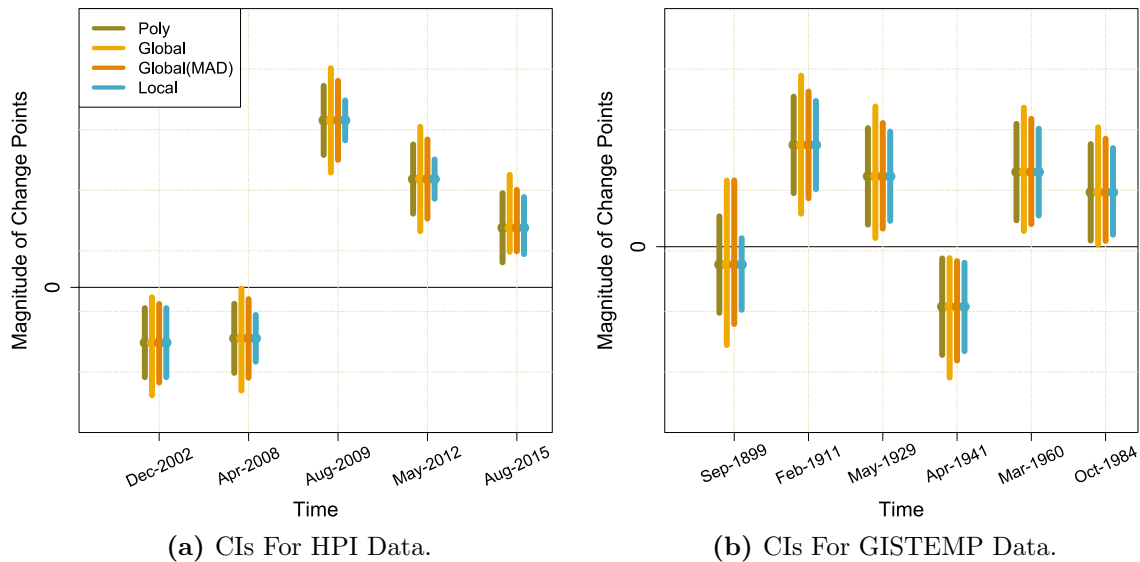 Poly
Global
Global(MAD)
Local
Magnitude of Change Points
0
Dec-2002
Apr-2008
Aug-2009
May-2012
Aug-2015
Time
(a) CIs For HPI Data.
Magnitude of Change Points
0
Sep-1899
Feb-1911
May-1929
Apr-1941
Mar-1960
Oct-1984
Time
(b) CIs For GISTEMP Data.